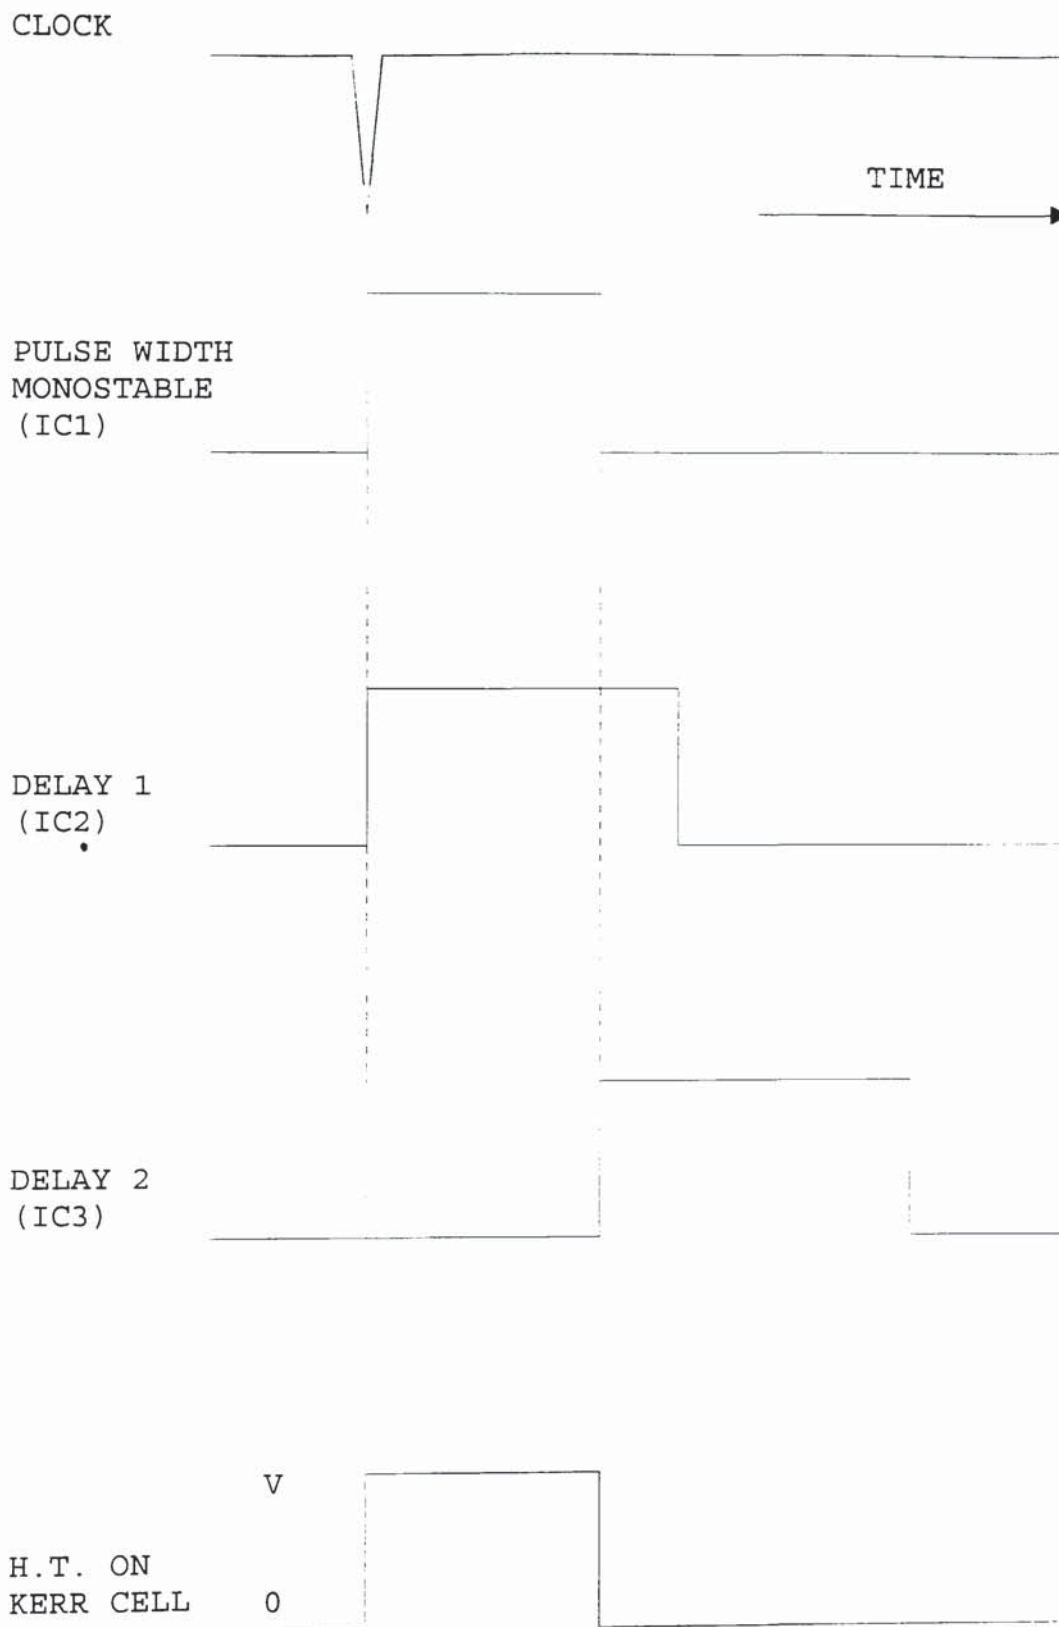 CLOCK
TIME
PULSE WIDTH
MONOSTABLE
(IC1)
DELAY 1
(IC2)
DELAY 2
(IC3)
V
H.T. ON
KERR CELL 0